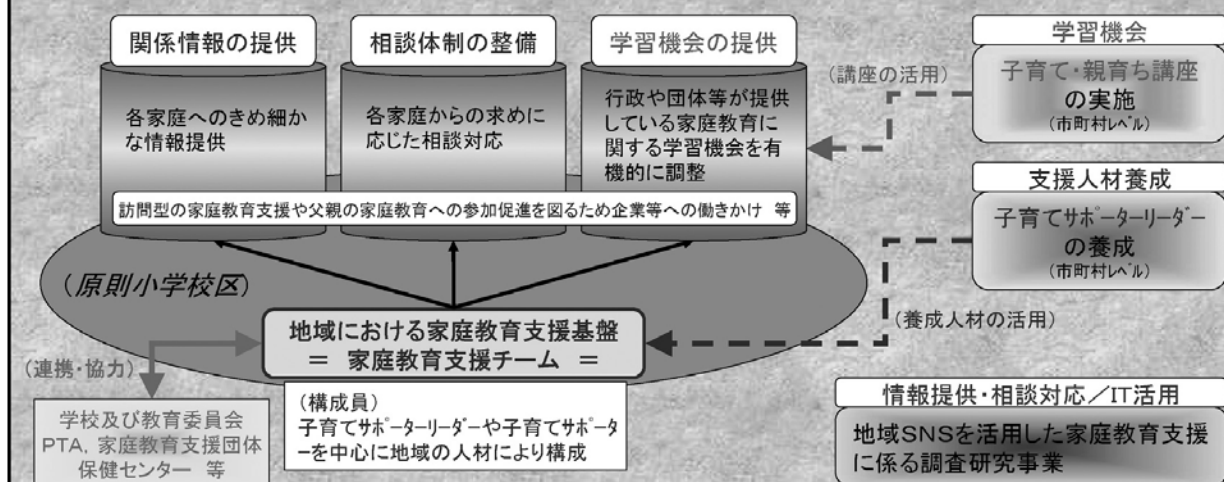 関係情報の提供
各家庭へのきめ細か
な情報提供
相談体制の整備
各家庭からの求めに
応じた相談対応
学習機会の提供
行政や団体等が提供
している家庭教育に
関する学習機会を有
機的に調整
訪問型の家庭教育支援や父親の家庭教育への参加促進を図るため企業等への働きかけ 等
(講座の活用)
学習機会
子育て・親育ち講座
の実施
(市町村ﾚﾍﾞﾙ)
支援人材養成
子育てｻﾎﾟｰﾀｰﾘｰﾀﾞｰ
の養成
(市町村ﾚﾍﾞﾙ)
(養成人材の活用)
(原則小学校区)
地域における家庭教育支援基盤
= 家庭教育支援チーム =
(構成員)
子育てｻﾎﾟｰﾀｰﾘｰﾀﾞｰや子育てｻﾎﾟｰﾀ
ｰを中心に地域の人材により構成
(連携・協力)
学校及び教育委員会
PTA, 家庭教育支援団体
保健センター 等
情報提供・相談対応/IT活用
地域SNSを活用した家庭教育支援
に係る調査研究事業